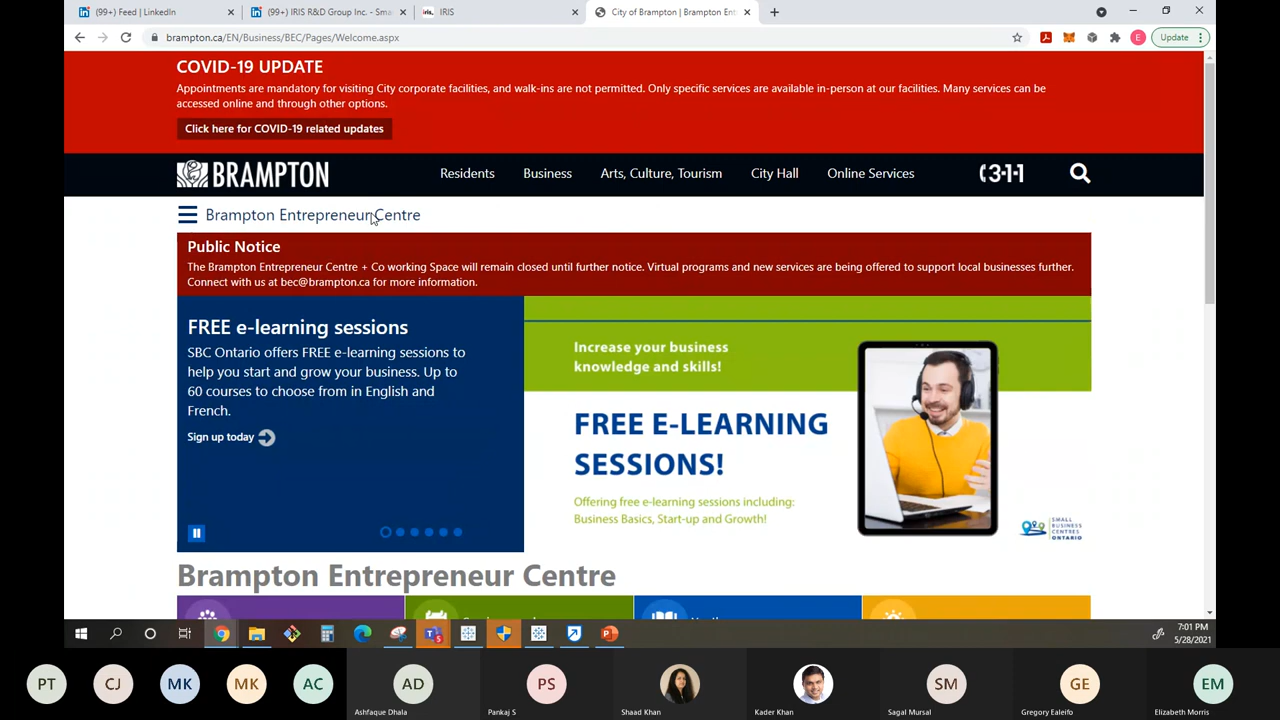 (99+) Feed | LinkedIn
(99+) IRIS R&D Group Inc. - Sma
iris.
IRIS
City of Brampton | Brampton Ent
brampton.ca/EN/Business/BEC/Pages/Welcome.aspx
E
Update
COVID-19 UPDATE
Appointments are mandatory for visiting City corporate facilities, and walk-ins are not permitted. Only specific services are available in-person at our facilities. Many services can be
accessed online and through other options.
Click here for COVID-19 related updates
BRAMPTON
Residents
Business
Arts, Culture, Tourism
City Hall
Online Services
3-1-1
Brampton Entrepreneur Centre
Public Notice
The Brampton Entrepreneur Centre + Co working Space will remain closed until further notice. Virtual programs and new services are being offered to support local businesses further.
Connect with us at bec@brampton.ca for more information.
FREE e-learning sessions
SBC Ontario offers FREE e-learning sessions to
help you start and grow your business. Up to
60 courses to choose from in English and
French.
Sign up today
Increase your business
knowledge and skills!
FREE E-LEARNING
SESSIONS!
Offering free e-learning sessions including:
Business Basics, Start-up and Growth!
SMALL
BUSINESS
CENTRES
ONTARIO
Brampton Entrepreneur Centre
7:01 PM
5/28/2021
PT
CJ
MK
MK
AC
AD
Ashfaque Dhala
PS
Pankaj S
Shaad Khan
Kader Khan
SM
Sagal Mursal
GE
Gregory Ealeifo
EM
Elizabeth Morris